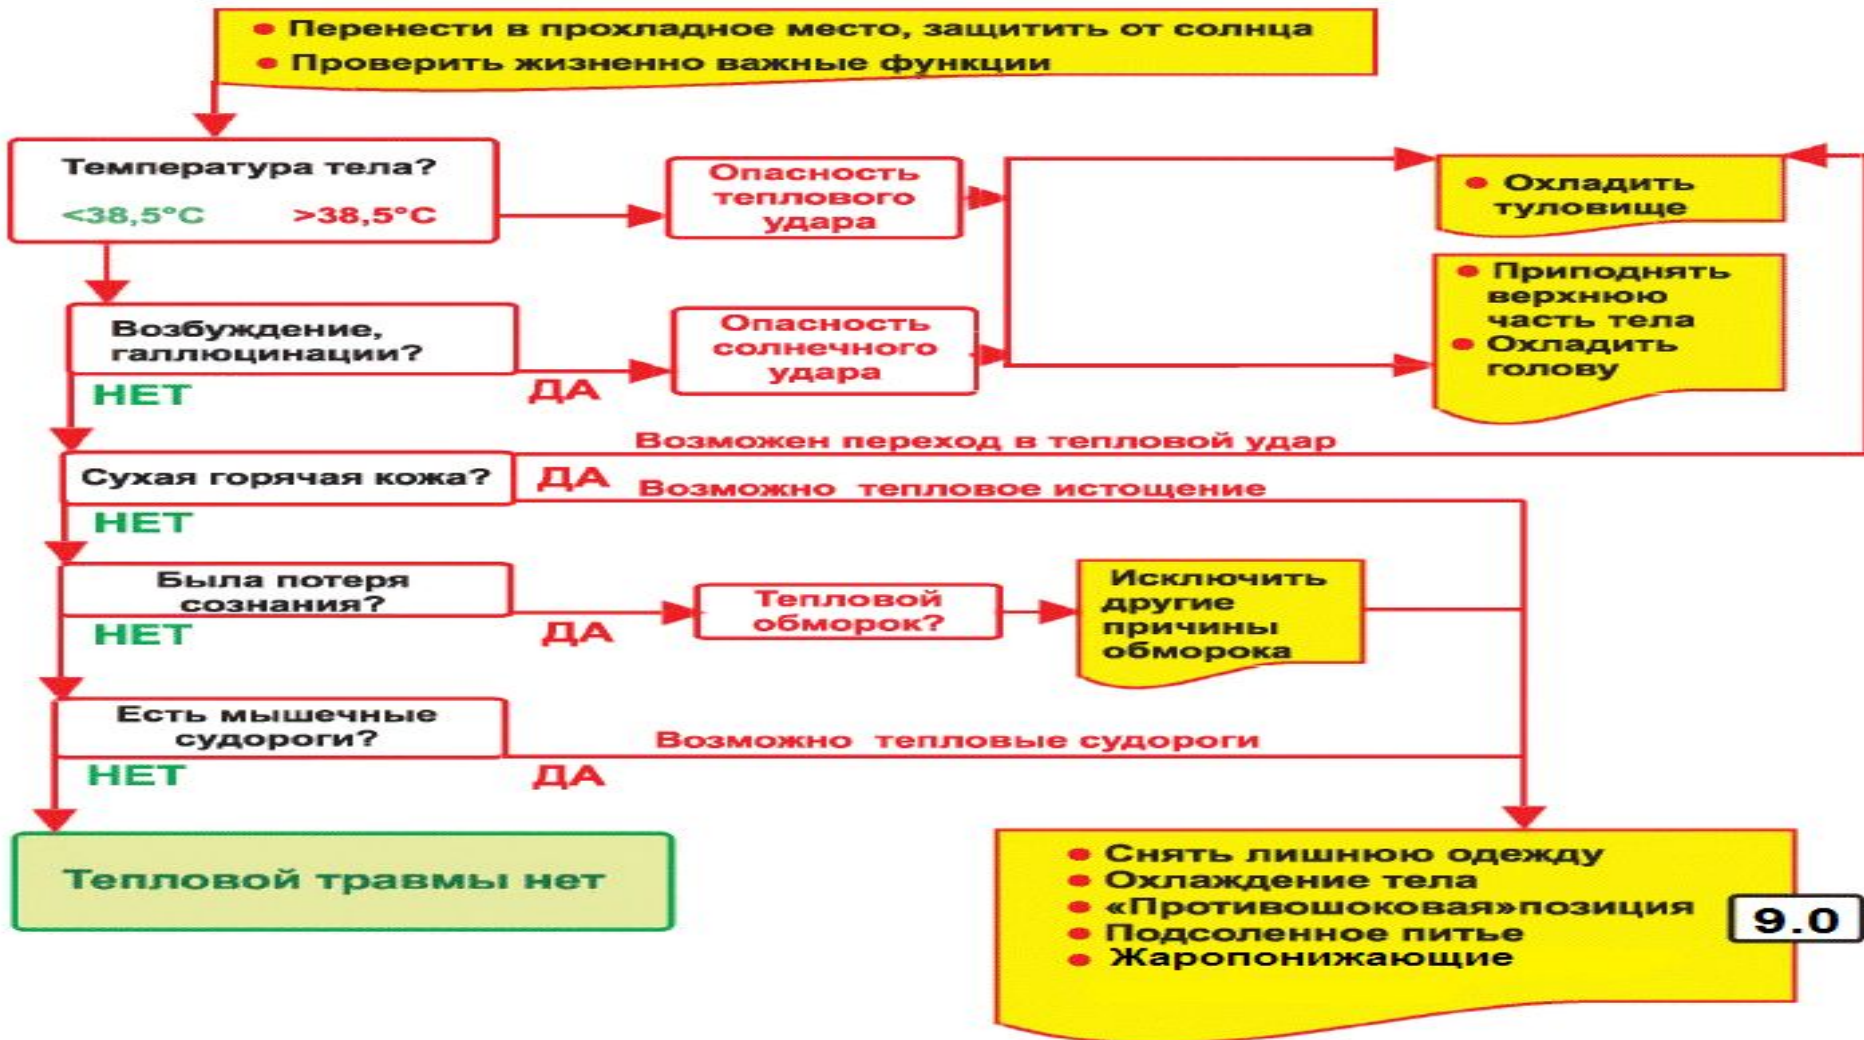 • Перенести в прохладное место, защитить от солнца
• Проверить жизненно важные функции
Температура тела?
<38,5°C >38,5°C
Опасность
теплового
удара
• Охладить
туловище
Возбуждение,
галлюцинации?
НЕТ
ДА
Опасность
солнечного
удара
• Приподнять
верхнюю
часть тела
• Охладить
голову
Возможен переход в тепловой удар
Сухая горячая кожа?
ДА
Возможно тепловое истощение
НЕТ
Была потеря
сознания?
НЕТ
ДА
Тепловой
обморок?
Исключить
другие
причины
обморока
Есть мышечные
судороги?
Возможно тепловые судороги
НЕТ
ДА
Тепловой травмы нет
• Снять лишнюю одежду
• Охлаждение тела
• «Противошоковая»позиция
• Подсоленное питье
• Жаропонижающие
9.0